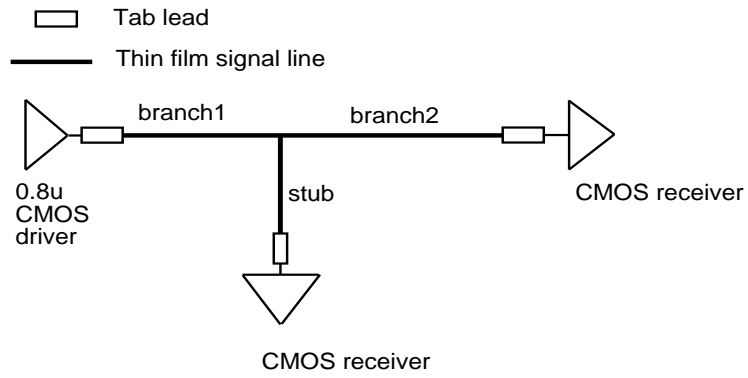 Tab lead
Thin film signal line
branch1
branch2
stub
0.8u
CMOS
driver
CMOS receiver
CMOS receiver